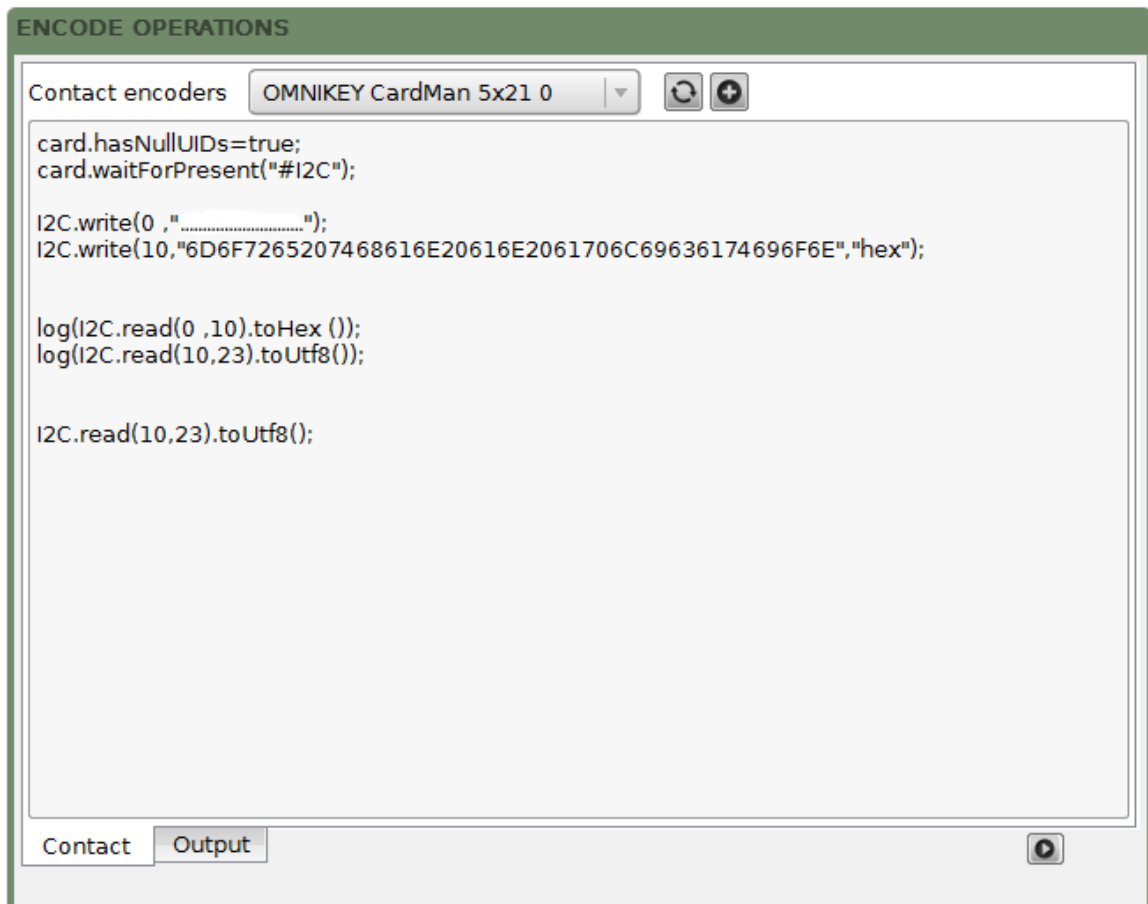 ENCODE OPERATIONS
Contact encoders OMNIKEY CardMan 5x21 0
card.hasNullUIDs=true;
card.waitForPresent("#I2C");
I2C.write(0 ,"");
I2C.write(10,"6D6F7265207468616E20616E2061706C69636174696F6E","hex");
log(I2C.read(0 ,10).toHex ());
log(I2C.read(10,23).toUtf8());
I2C.read(10,23).toUtf8();
Contact Output